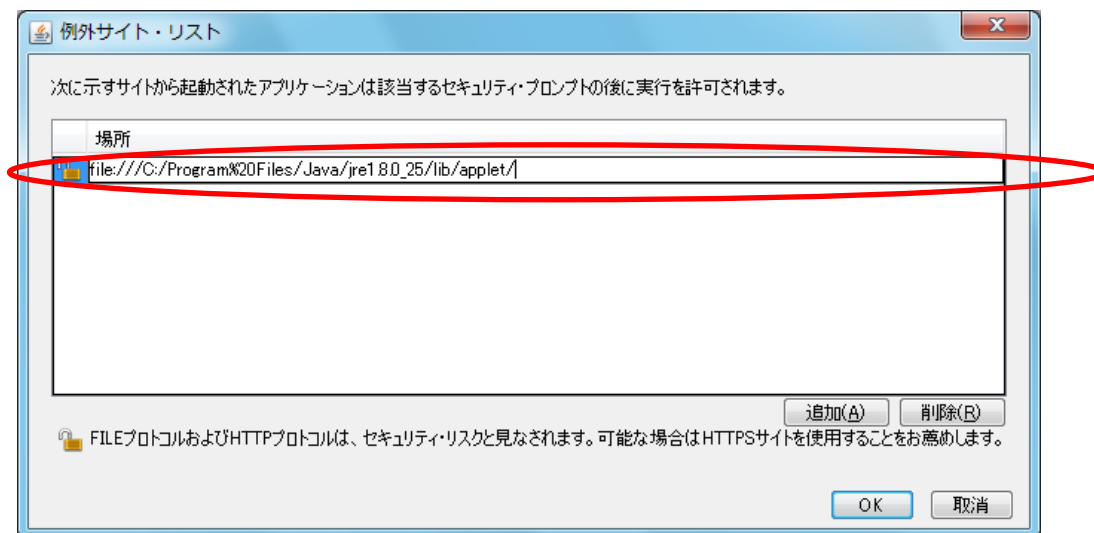 例外サイト・リスト
次に示すサイトから起動されたアプリケーションは該当するセキュリティ・プロンプトの後に実行を許可されます。
場所
file:///C:/Program%20Files/Java/jre1.8.0_25/lib/applet/
追加(A) 削除(R)
FILEプロトコルおよびHTTPプロトコルは、セキュリティ・リスクと見なされます。可能な場合はHTTPSサイトを使用することをお薦めします。
OK 取消